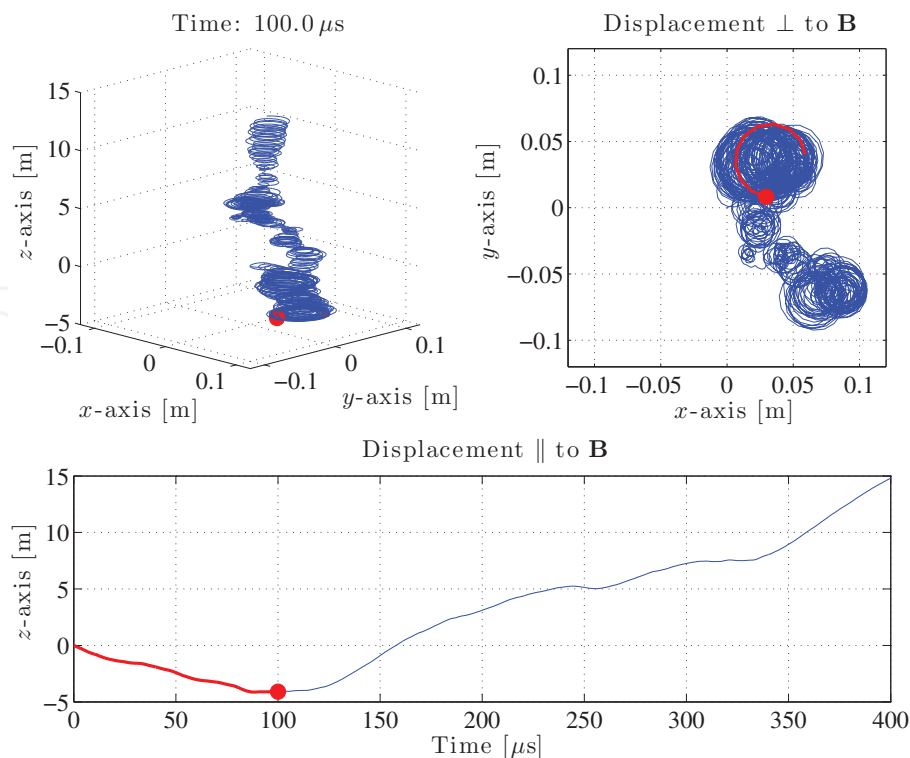 Time: 100.0 μs
15
10
5
0
−5
z-axis [m]
−0.1
0
0.1
x-axis [m]
−0.1
0
0.1
y-axis [m]
Displacement ⊥ to B
0.1
0.05
0
−0.05
−0.1
y-axis [m]
−0.1 −0.05 0 0.05 0.1
x-axis [m]
Displacement ∥ to B
15
10
5
0
−5
z-axis [m]
0 50 100 150 200 250 300 350 400
Time [μs]